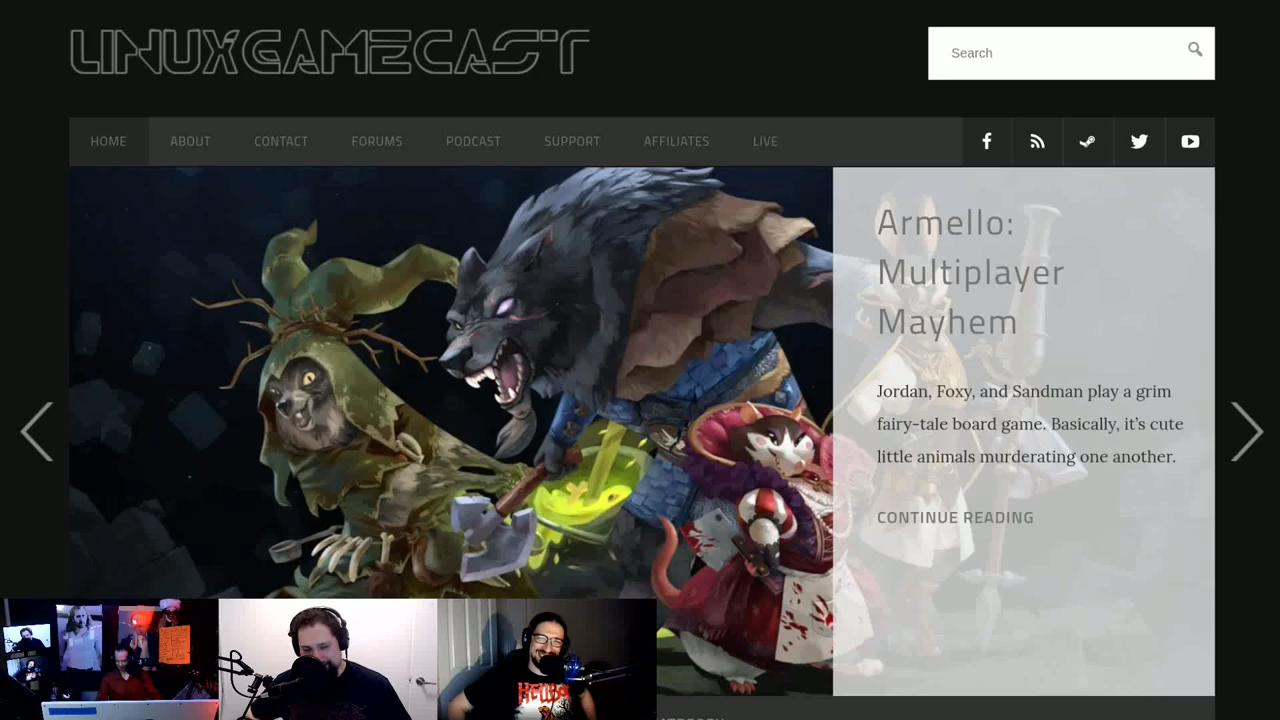 LINUXGAMECAST
Search
HOME ABOUT CONTACT FORUMS PODCAST SUPPORT AFFILIATES LIVE
Armello:
Multiplayer
Mayhem
Jordan, Foxy, and Sandman play a grim
fairy-tale board game. Basically, it's cute
little animals murderating one another.
CONTINUE READING